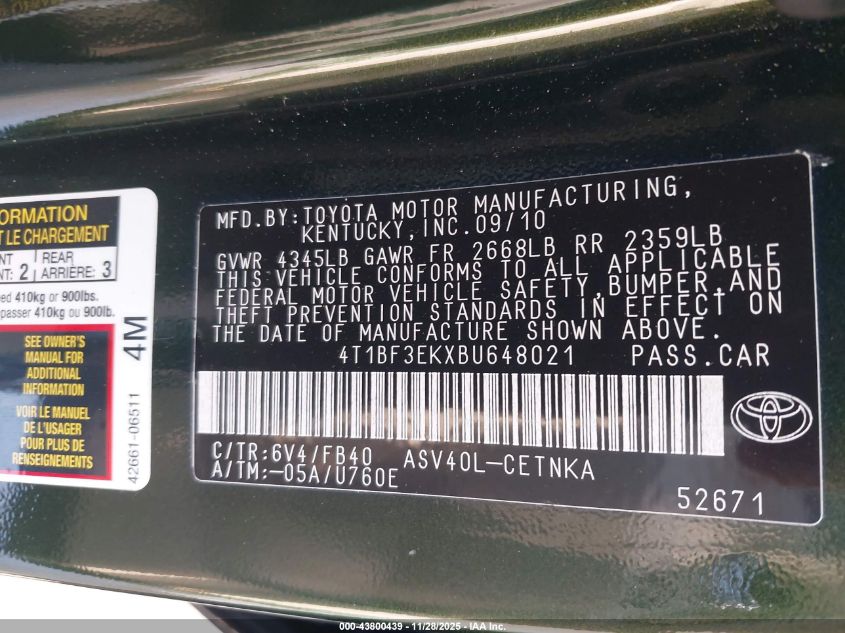 ORMATION
T LE CHARGEMENT
NT
NT: 2
REAR
ARRIÈRE: 3
ed 410kg or 900lbs.
passer 410kg ou 900lb.
SEE OWNER'S
MANUAL FOR
ADDITIONAL
INFORMATION
VOIR LE MANUEL
DE L'USAGER
POUR PLUS DE
RENSEIGNEMENTS
4M
42661-06511
MFD.BY:TOYOTA MOTOR MANUFACTURING,
KENTUCKY,INC.09/10
GVWR 4345LB GAWR FR 2668LB RR 2359LB
THIS VEHICLE CONFORMS TO ALL APPLICABLE
FEDERAL MOTOR VEHICLE SAFETY,BUMPER,AND
THEFT PREVENTION STANDARDS IN EFFECT ON
THE DATE OF MANUFACTURE SHOWN ABOVE.
4T1BF3EKXBU648021 PASS.CAR
C/TR:6V4/FB40 ASV40L-CETNKA
A/TM:-05A/U760E
52671
000-43800439 | 11/28/2025 - IAA Inc.